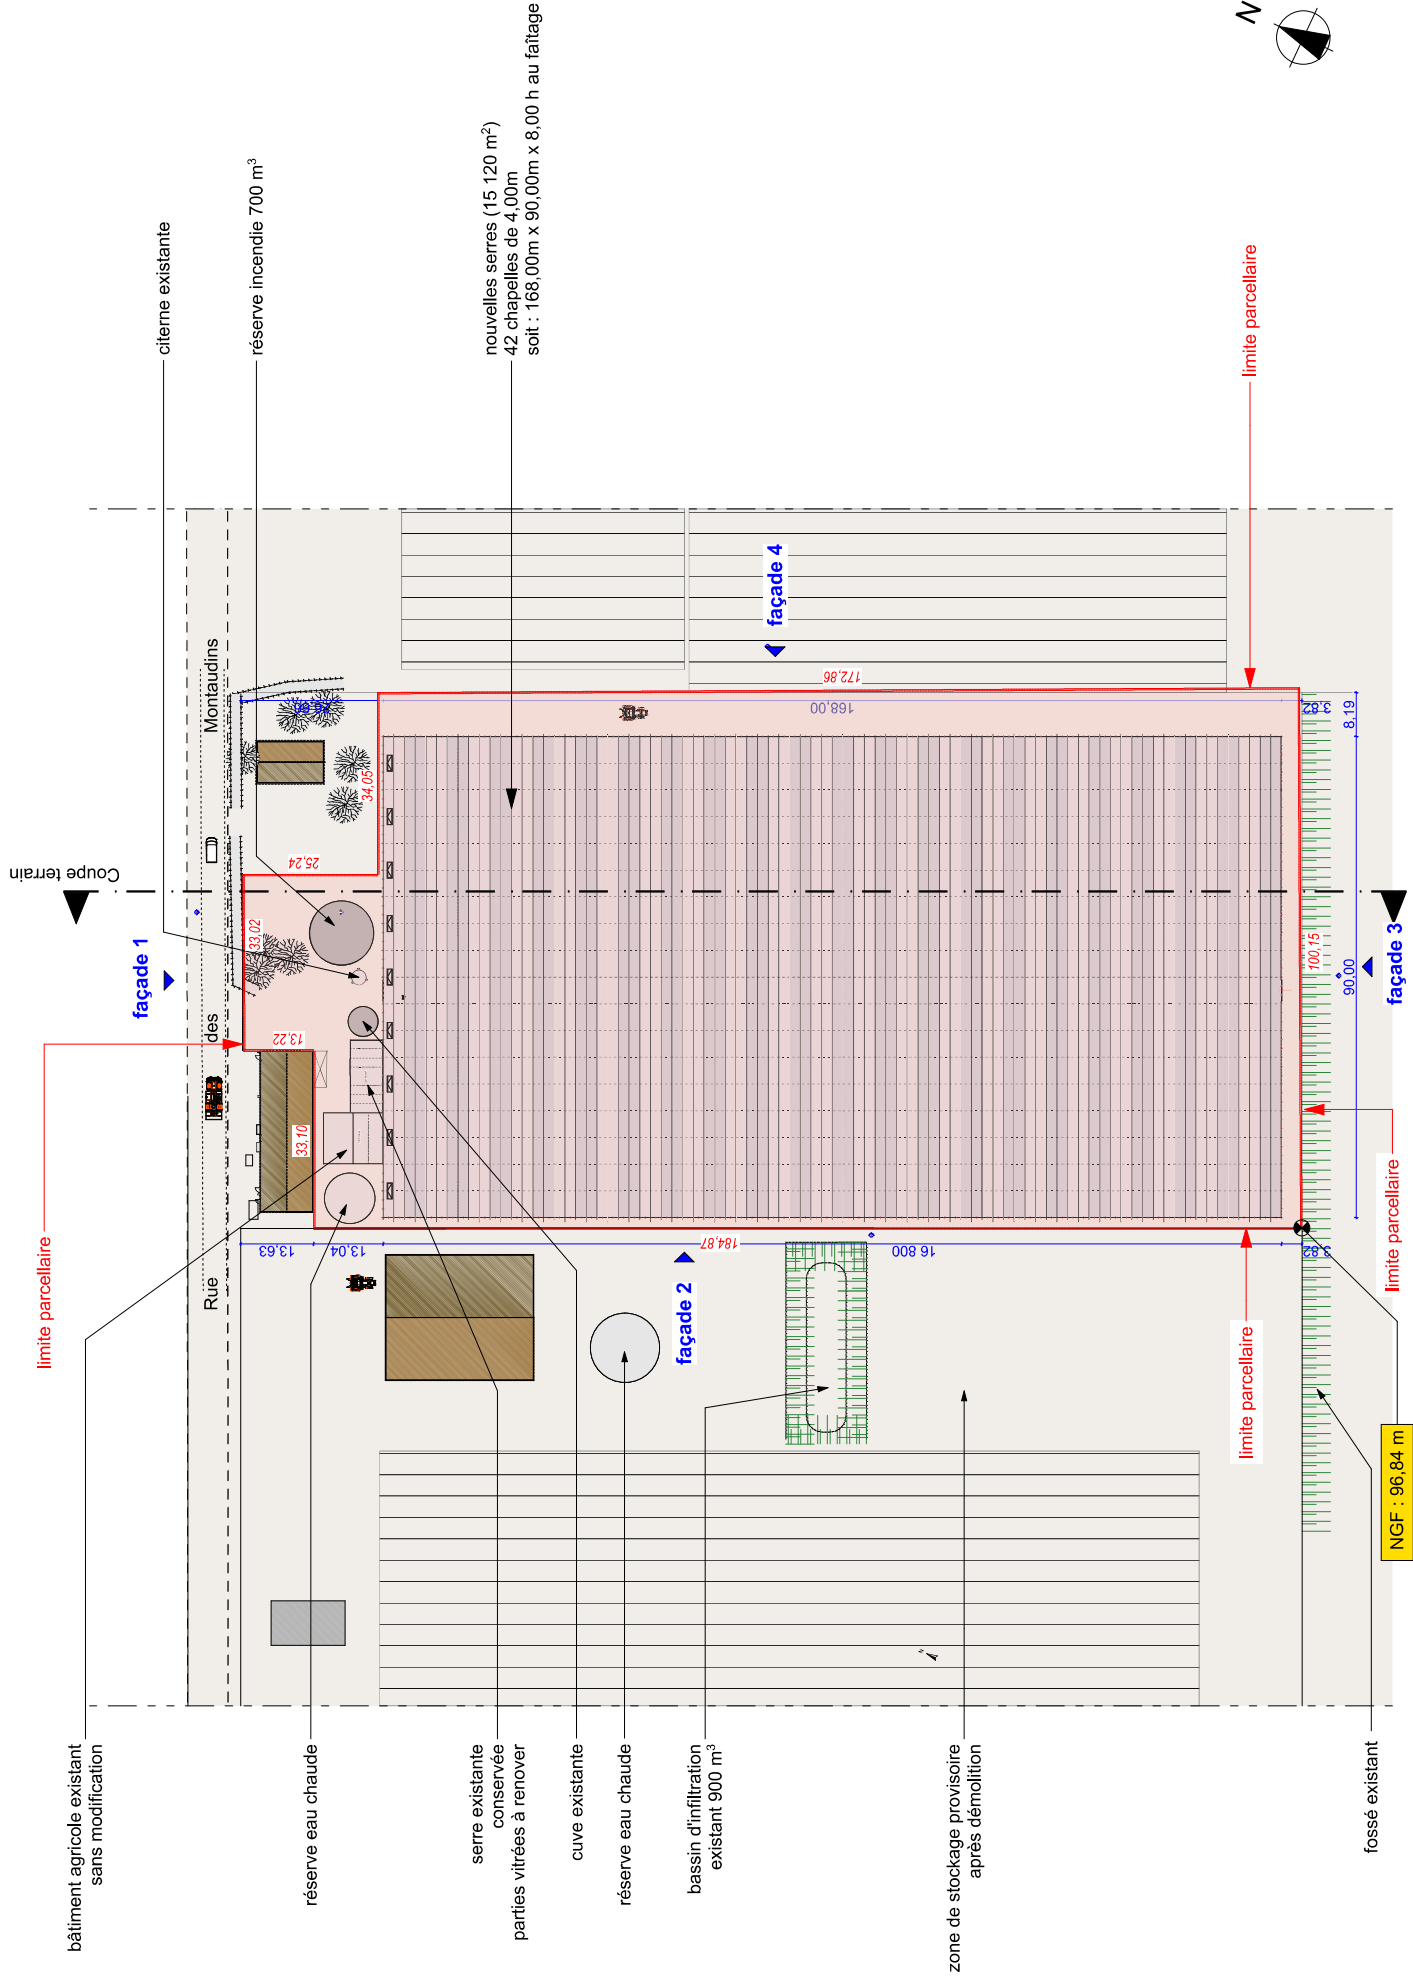 N
citerne existante
réserve incendie 700 m³
nouvelles serres (15 120 m²)
42 chapelles de 4,00m
soit : 168,00m x 90,00m x 8,00 h au faîtage
limite parcellaire
Coupe terrain
façade 1
Rue des Montaudins
façade 4
172,86
168,00
3,82
8,19
34,05
25,24
33,02
13,22
33,10
100,15
90,00
façade 3
limite parcellaire
13,63
13,04
184,87
16 800
3,82
façade 2
limite parcellaire
limite parcellaire
NGF : 96,84 m
N
bâtiment agricole existant
sans modification
réserve eau chaude
serre existante
conservée
parties vitrées à renover
cuve existante
réserve eau chaude
bassin d'infiltration
existant 900 m³
zone de stockage provisoire
après démolition
fossé existant